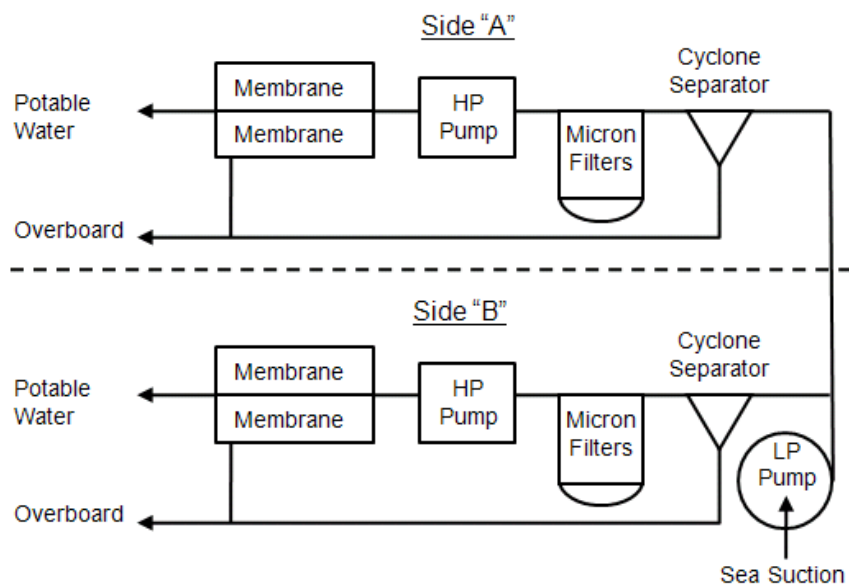 Side “A”
Cyclone
Separator
Membrane
Membrane
HP
Pump
Micron
Filters
Potable
Water
Overboard
Side “B”
Cyclone
Separator
Membrane
Membrane
HP
Pump
Micron
Filters
Potable
Water
LP
Pump
Overboard
Sea Suction